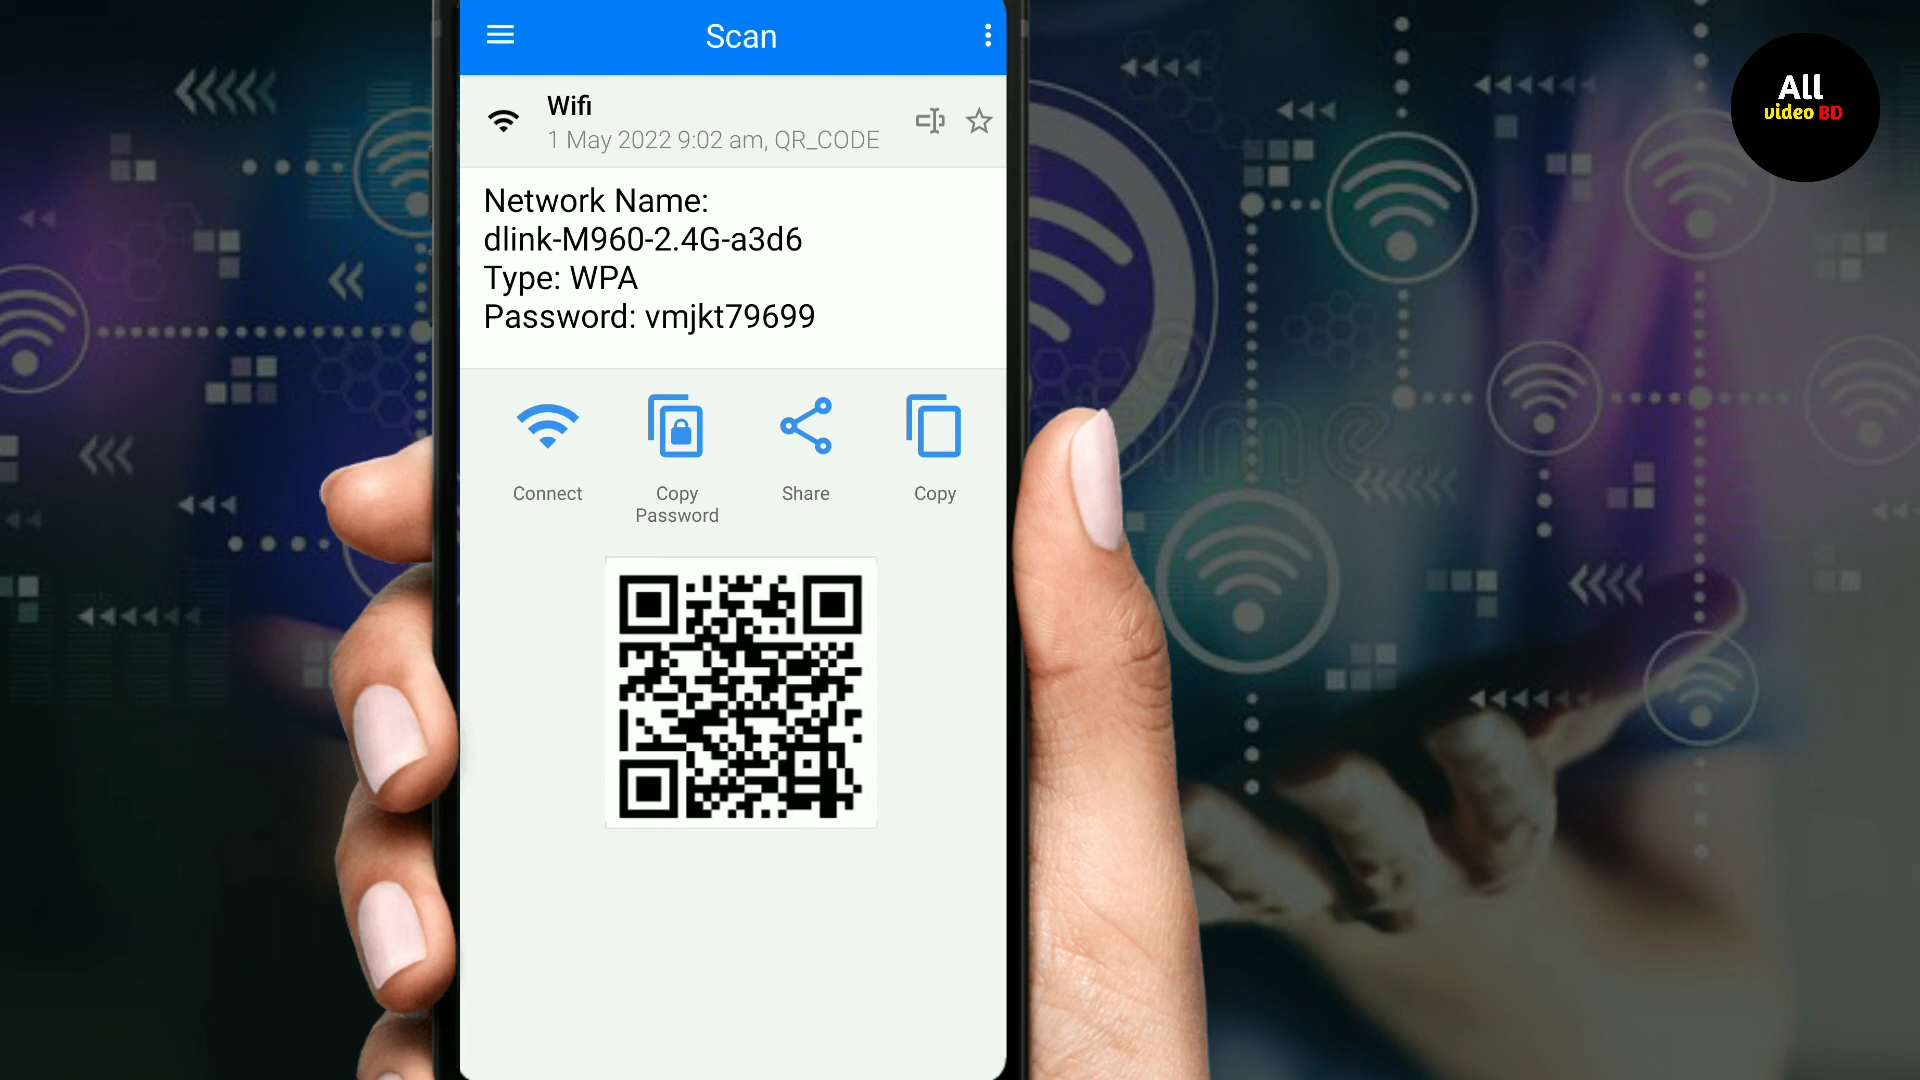 Scan
Wifi
1 May 2022 9:02 am, QR_CODE
Network Name:
dlink-M960-2.4G-a3d6
Type: WPA
Password: vmjkt79699
Connect
Copy
Password
Share
Copy
All
video BD